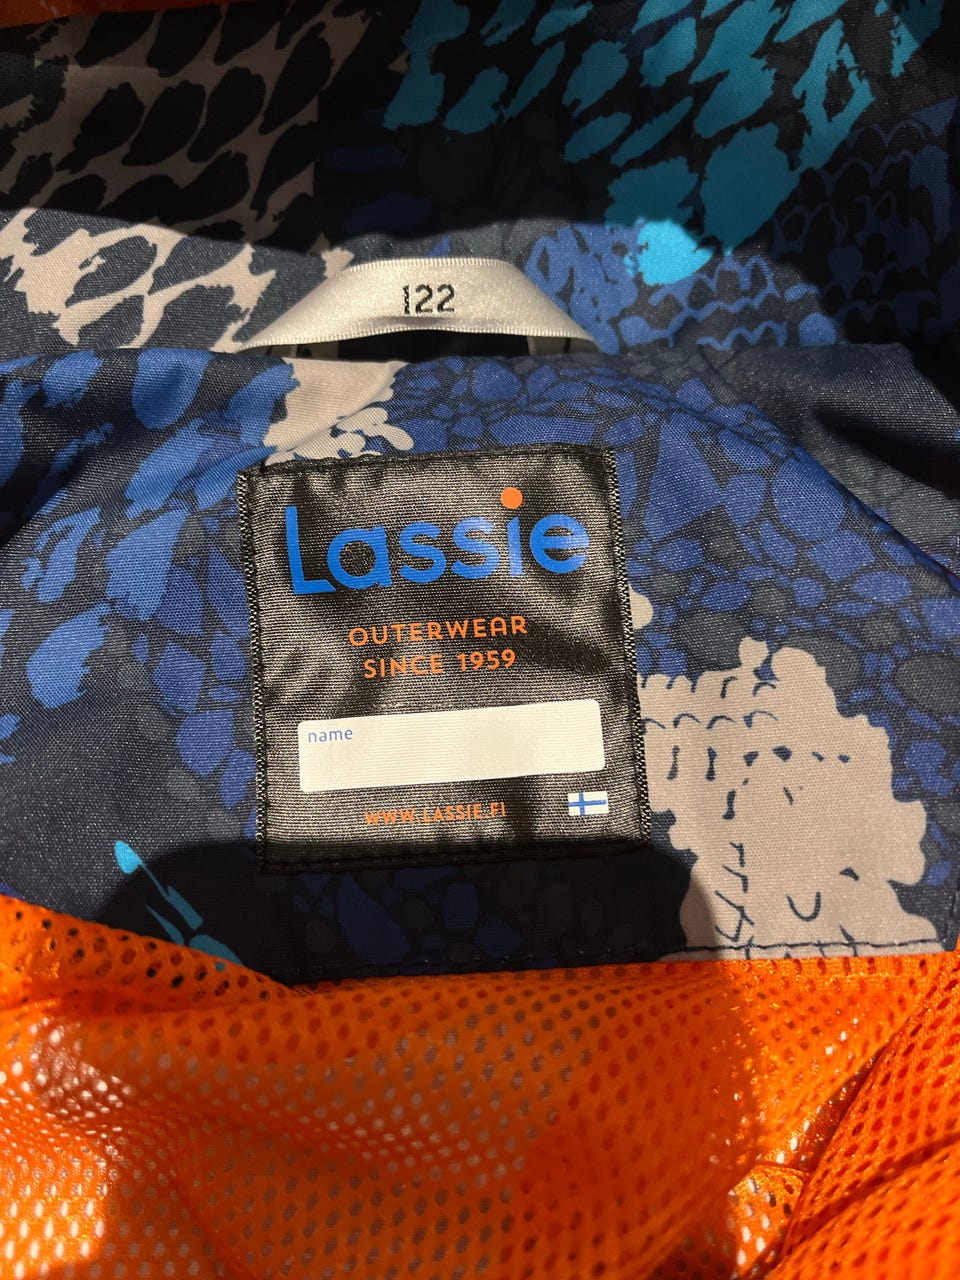 122
Lassie
OUTERWEAR
SINCE 1959
name
WWW.LASSIE.FI